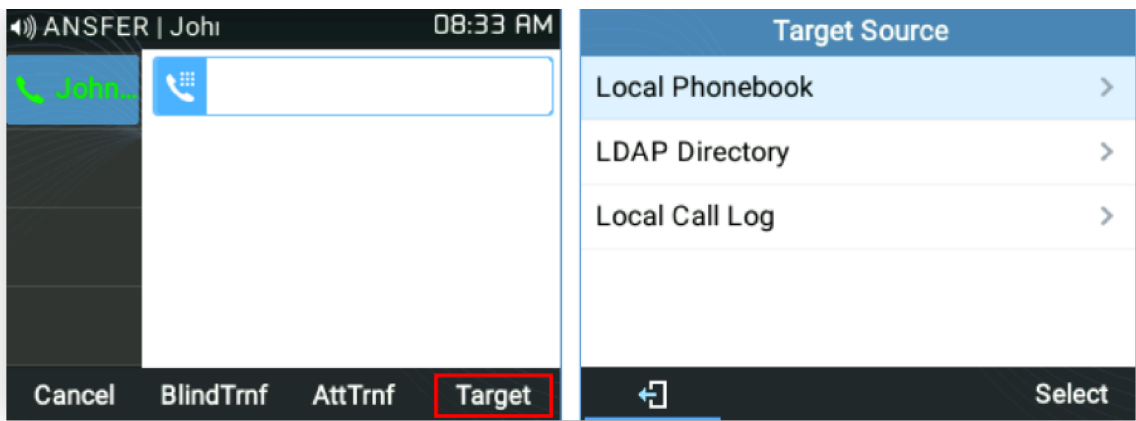 ANSFER | Joh
08:33 AM
John...
Cancel BlindTrnf AttTrnf Target
Target Source
Local Phonebook
LDAP Directory
Local Call Log
Select